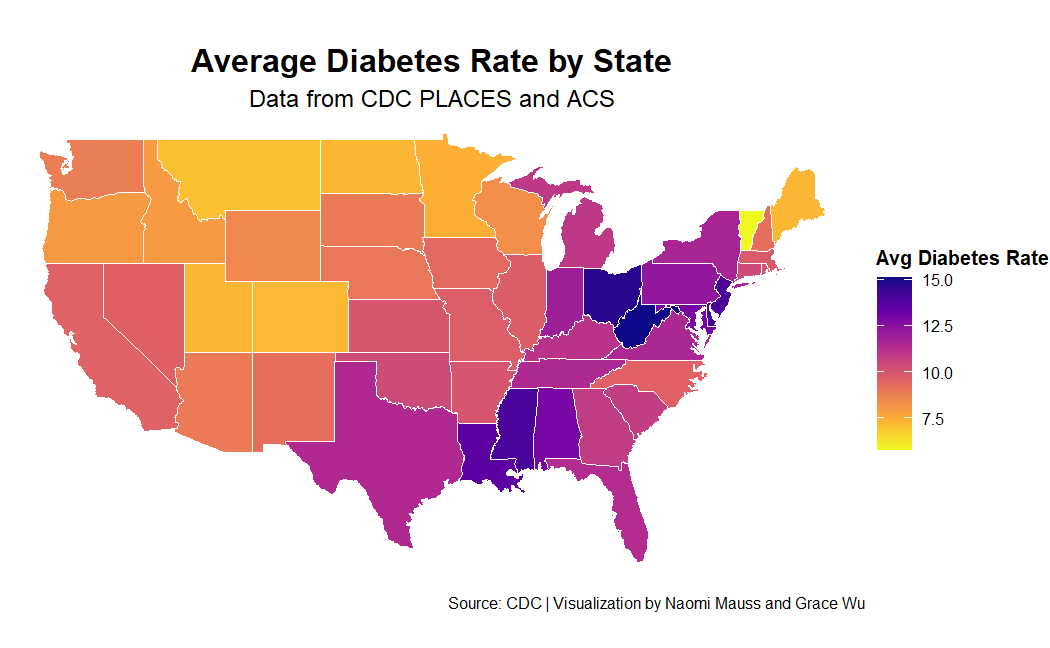 Average Diabetes Rate by State
Data from CDC PLACES and ACS
Avg Diabetes Rate
15.0
12.5
10.0
7.5
Source: CDC | Visualization by Naomi Mauss and Grace Wu